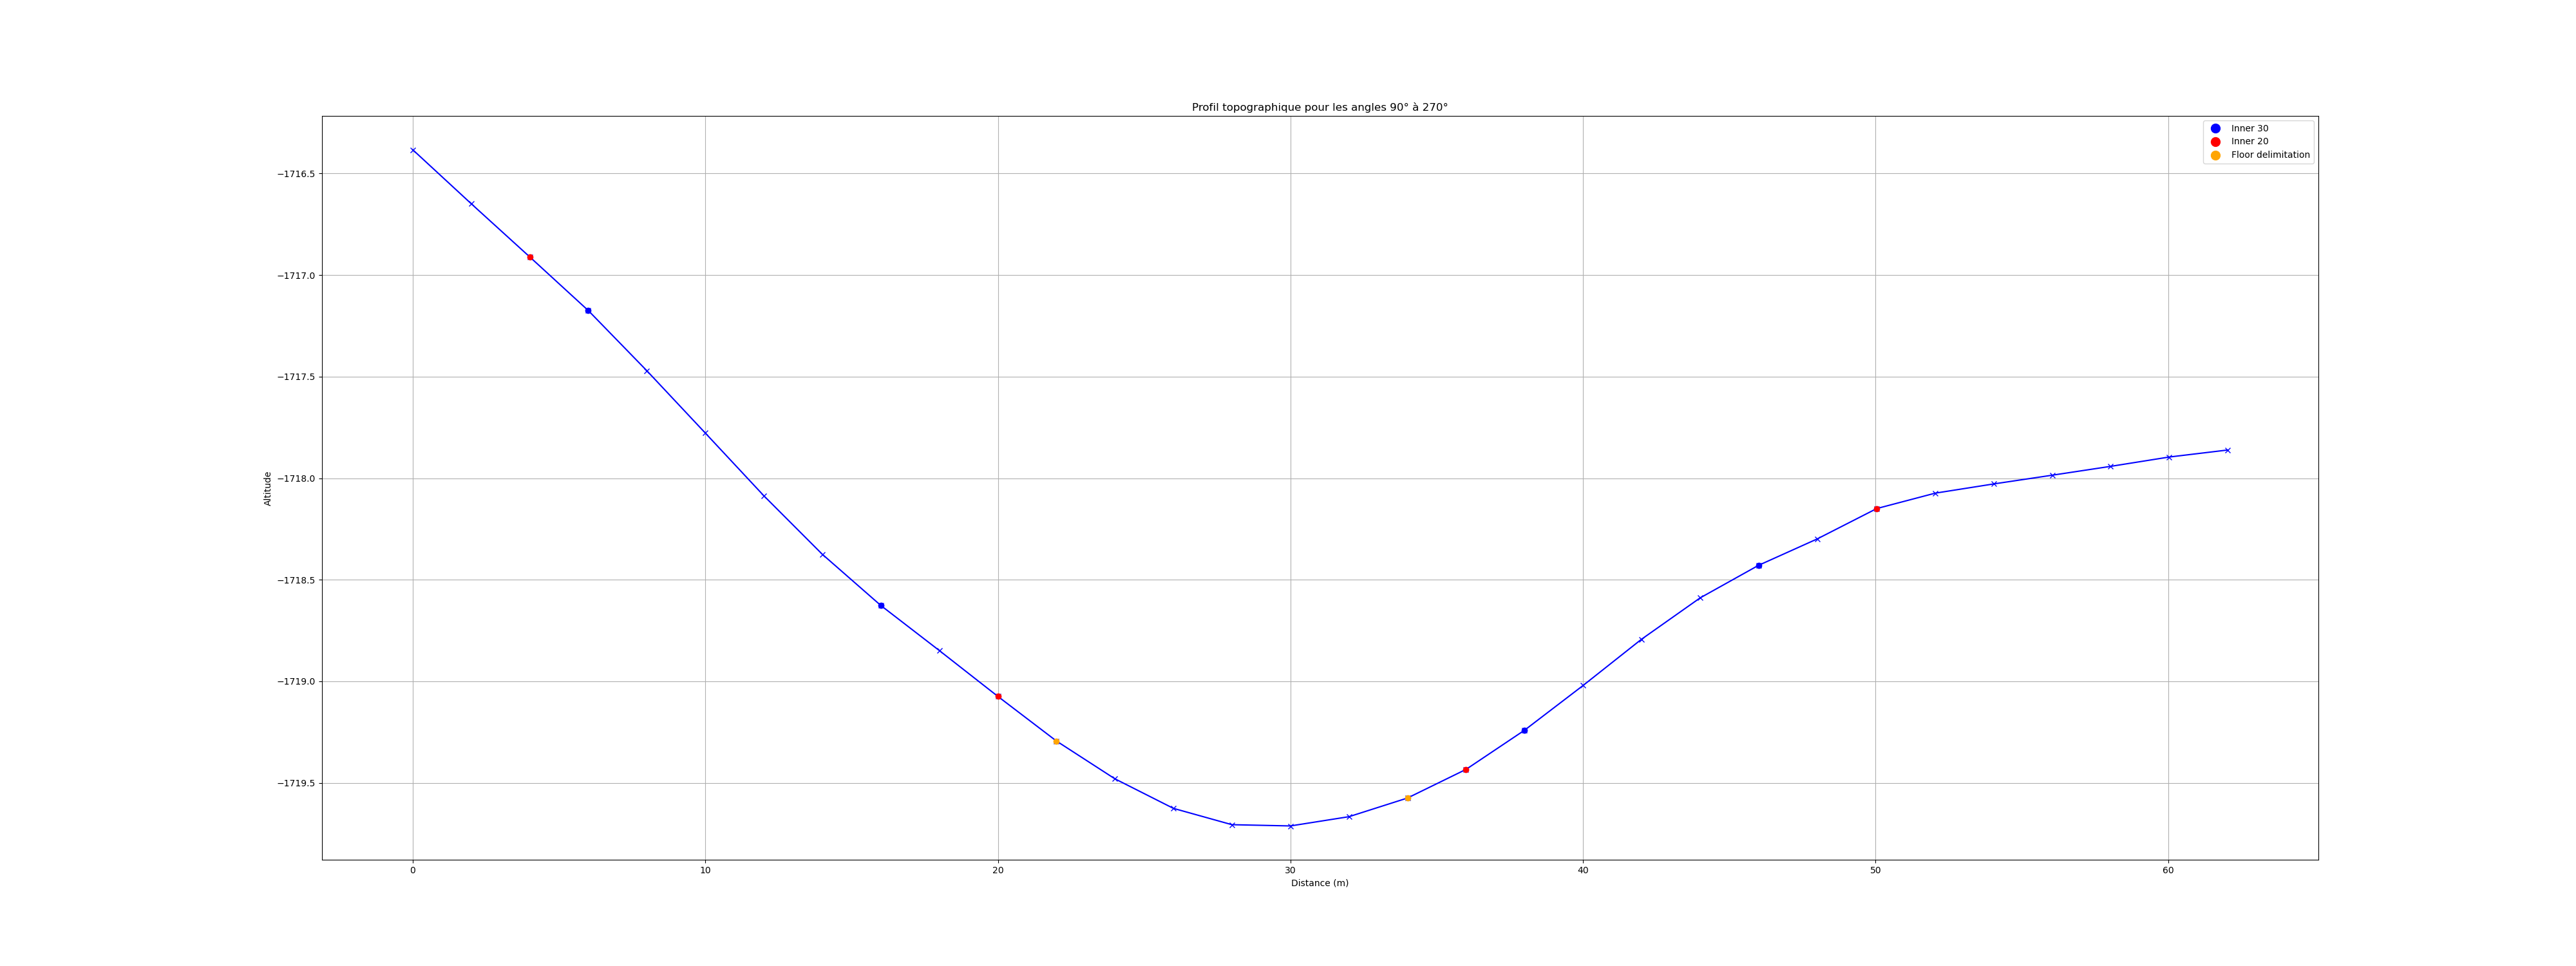 Profil topographique pour les angles 90° à 270°
Inner 30
Inner 20
Floor delimitation
Altitude
−1716.5
−1717.0
−1717.5
−1718.0
−1718.5
−1719.0
−1719.5
0 10 20 30 40 50 60
Distance (m)